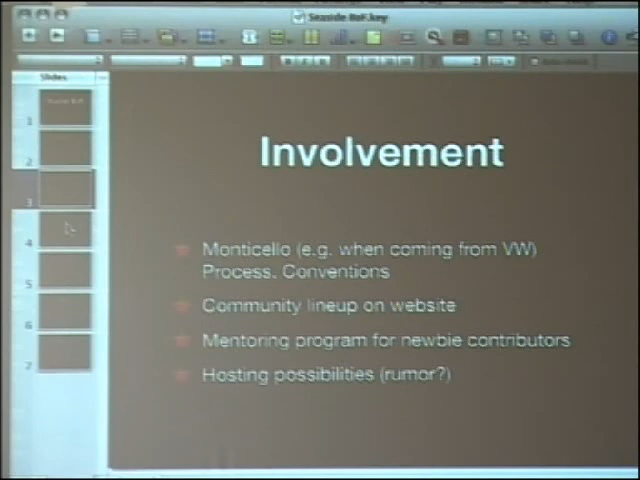 Seaside BoF.key
Slides
1
2
3
4
5
6
7
Involvement
Monticello (e.g. when coming from VW)
Process, Conventions
Community lineup on website
Mentoring program for newbie contributors
Hosting possibilities (rumor?)